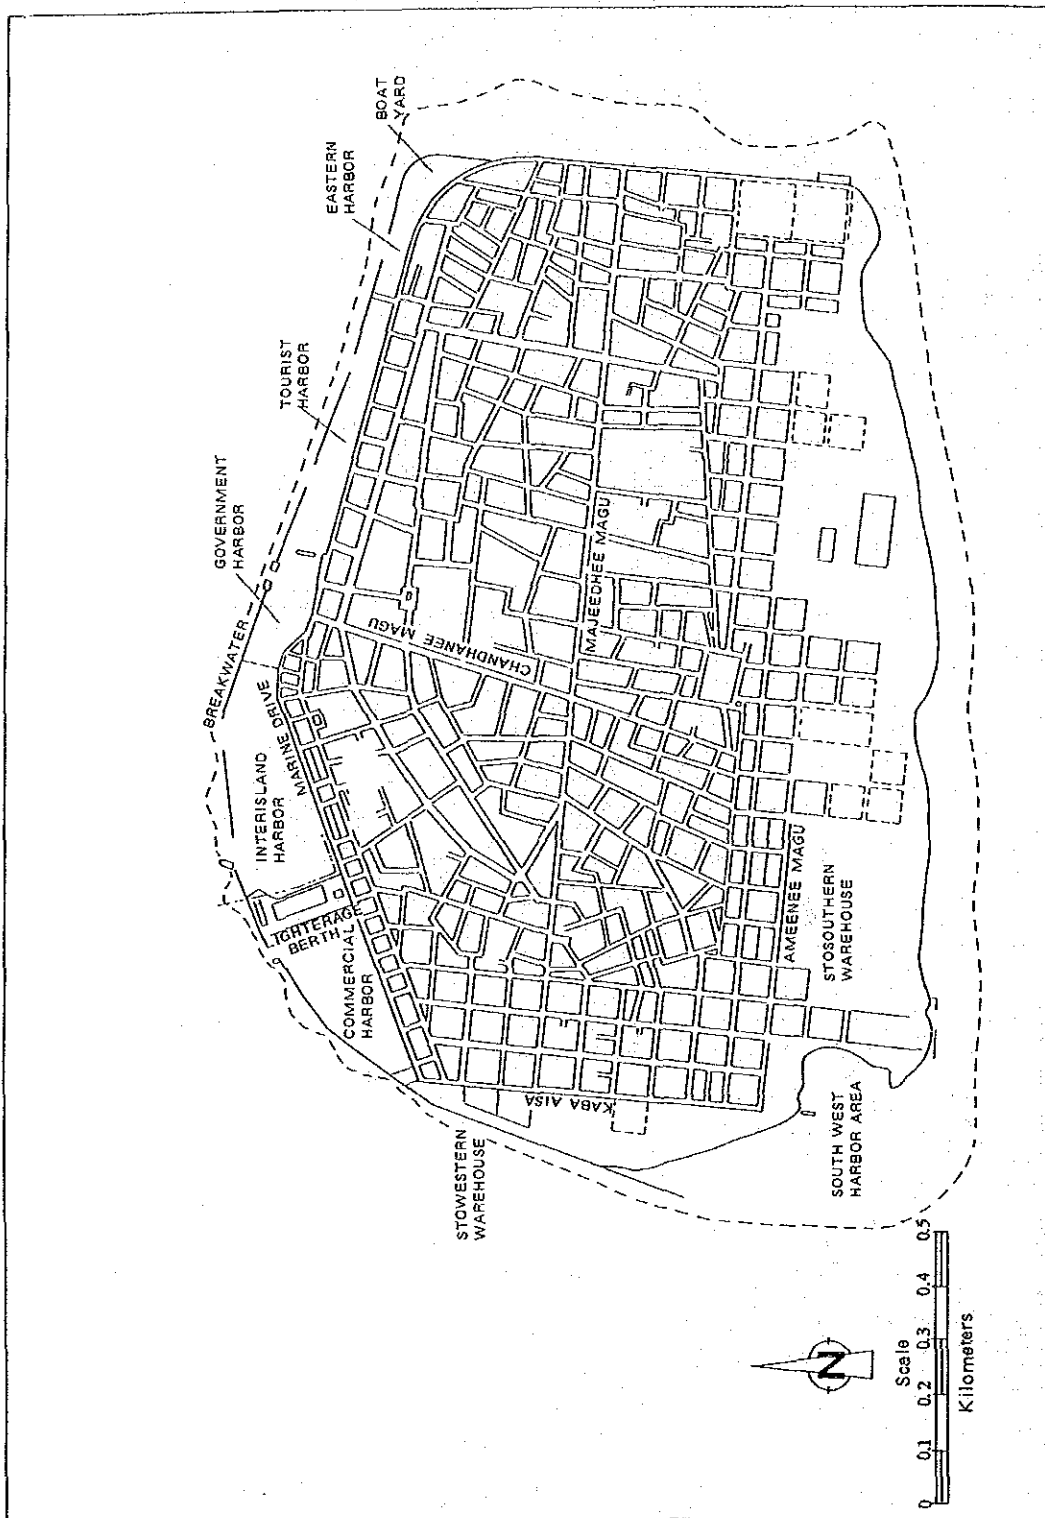 BOAT
YARD
EASTERN
HARBOR
TOURIST
HARBOR
GOVERNMENT
HARBOR
BREAKWATER
MARINE DRIVE
INTERISLAND
HARBOR
LIGHTERAGE
BERTH
COMMERCIAL
HARBOR
CHANDHANEE MAGU
MAJEEDHEE MAGU
AMEENEE MAGU
STOSOUTHERN
WAREHOUSE
KABA AISA
STOWESTERN
WAREHOUSE
SOUTH WEST
HARBOR AREA
N
Scale
0 0.1 0.2 0.3 0.4 0.5
Kilometers